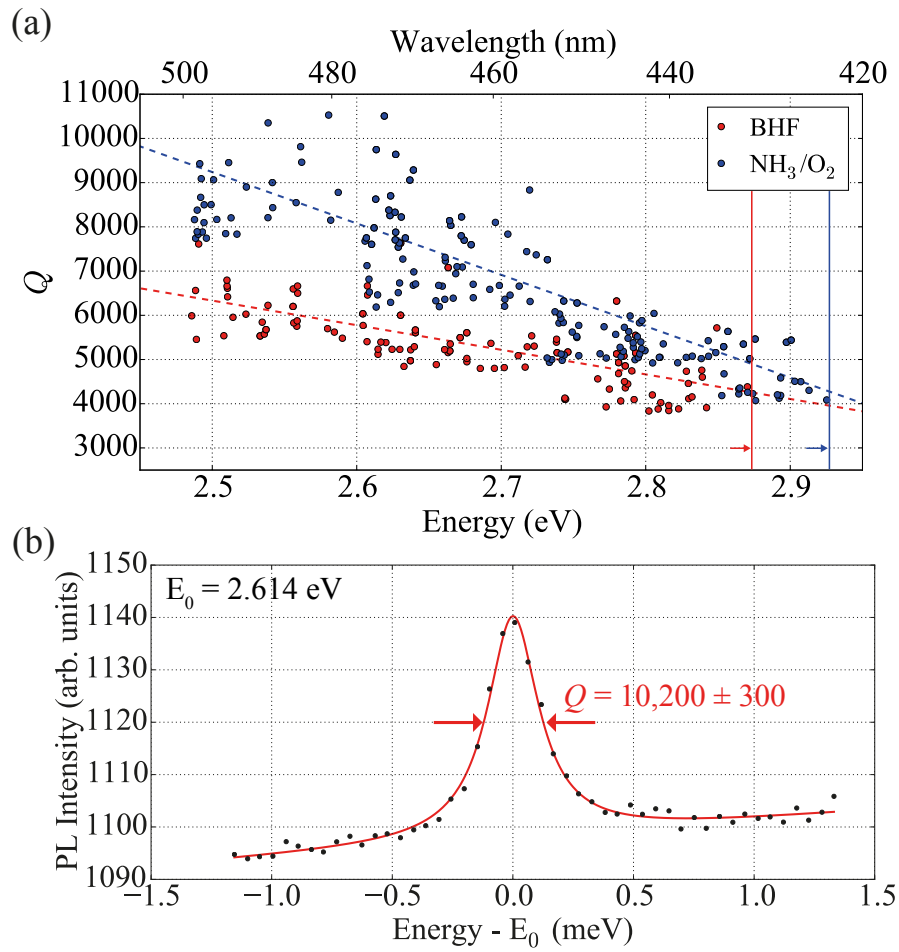 (a)
Wavelength (nm)
500 480 460 440 420
11000
10000
9000
8000
7000
6000
5000
4000
3000
Q
BHF
NH₃/O₂
2.5 2.6 2.7 2.8 2.9
Energy (eV)
(b)
1150
1140
1130
1120
1110
1100
1090
PL Intensity (arb. units)
E₀ = 2.614 eV
Q = 10,200 ± 300
−1.5 −1.0 −0.5 0.0 0.5 1.0 1.5
Energy - E₀ (meV)